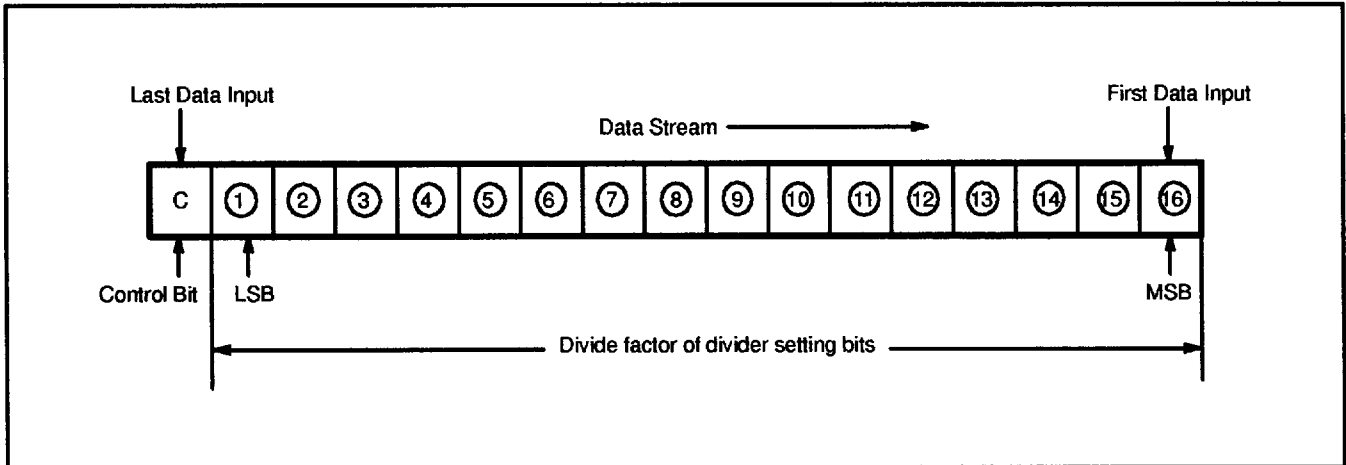 Last Data Input
First Data Input
Data Stream
C 1 2 3 4 5 6 7 8 9 10 11 12 13 14 15 16
Control Bit LSB MSB
Divide factor of divider setting bits